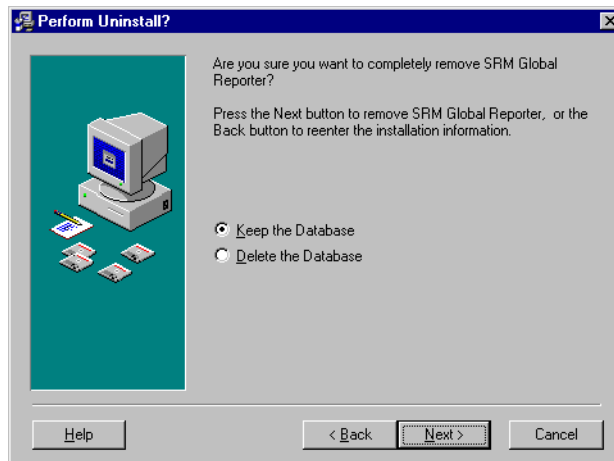 Perform Uninstall?
Are you sure you want to completely remove SRM Global
Reporter?
Press the Next button to remove SRM Global Reporter, or the
Back button to reenter the installation information.
Keep the Database
Delete the Database
Help
< Back
Next >
Cancel